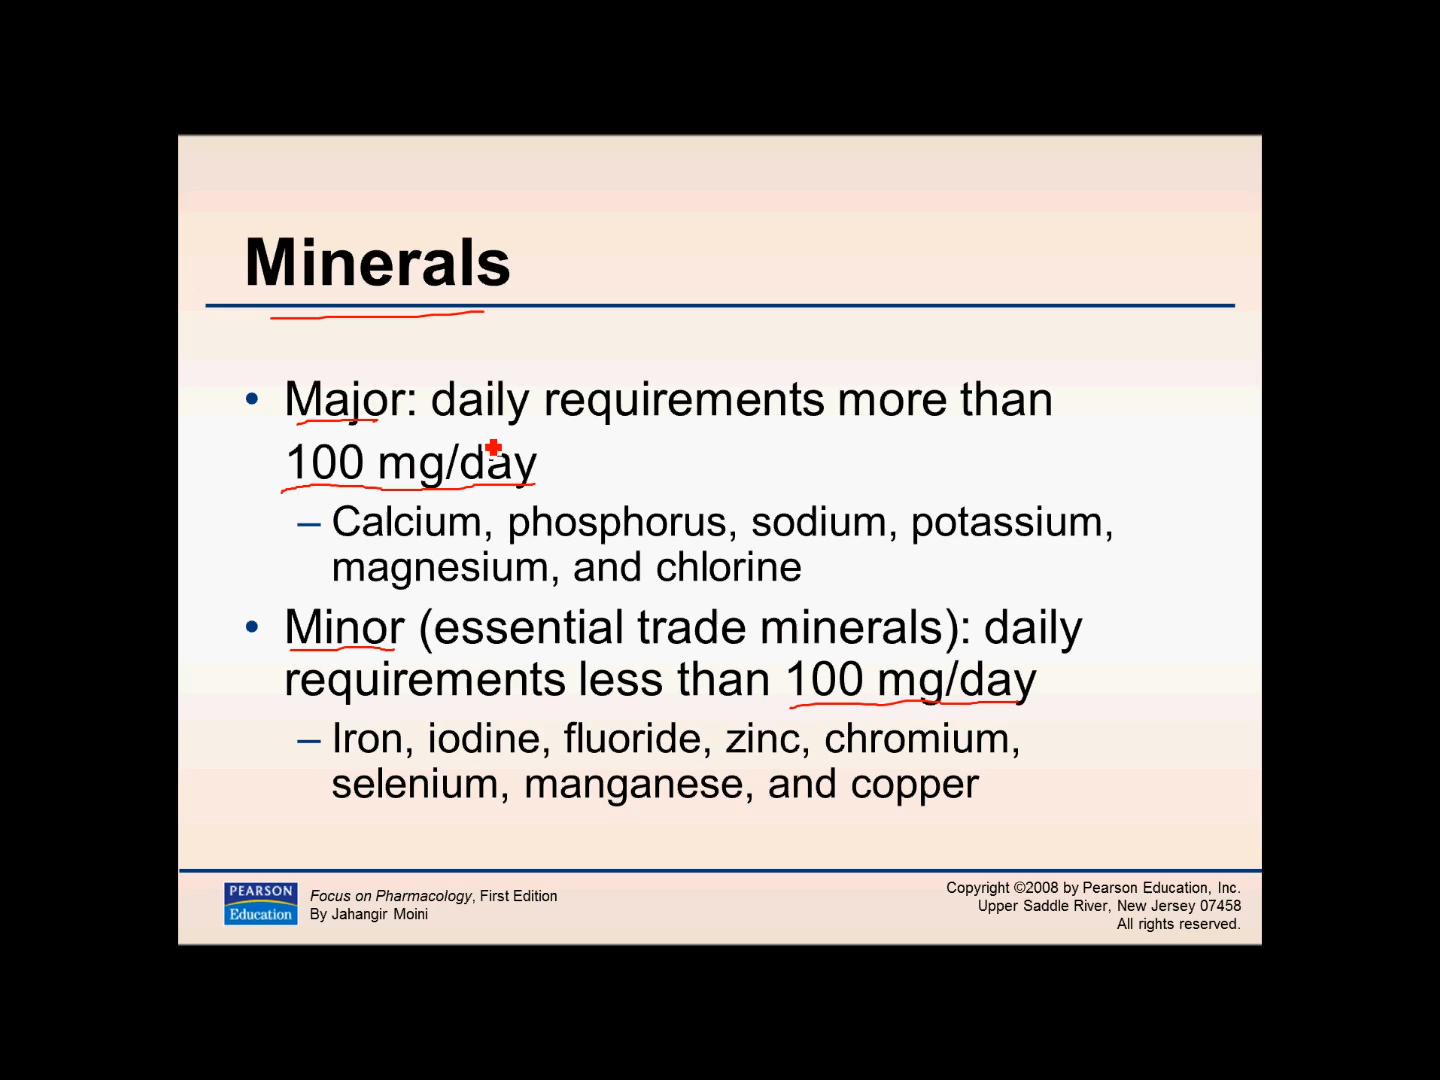 Minerals
• Major: daily requirements more than
100 mg/day
– Calcium, phosphorus, sodium, potassium,
magnesium, and chlorine
• Minor (essential trade minerals): daily
requirements less than 100 mg/day
– Iron, iodine, fluoride, zinc, chromium,
selenium, manganese, and copper
PEARSON
Education
Focus on Pharmacology, First Edition
By Jahangir Moini
Copyright ©2008 by Pearson Education, Inc.
Upper Saddle River, New Jersey 07458
All rights reserved.